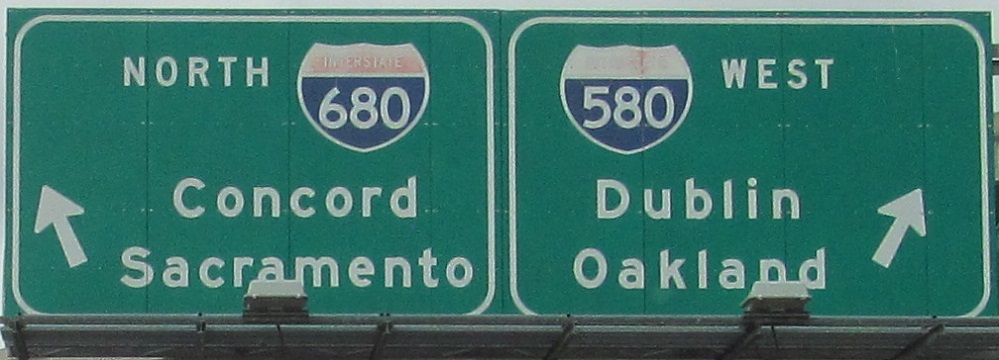 NORTH INTERSTATE 680
Concord
Sacramento
580 WEST
Dublin
Oakland